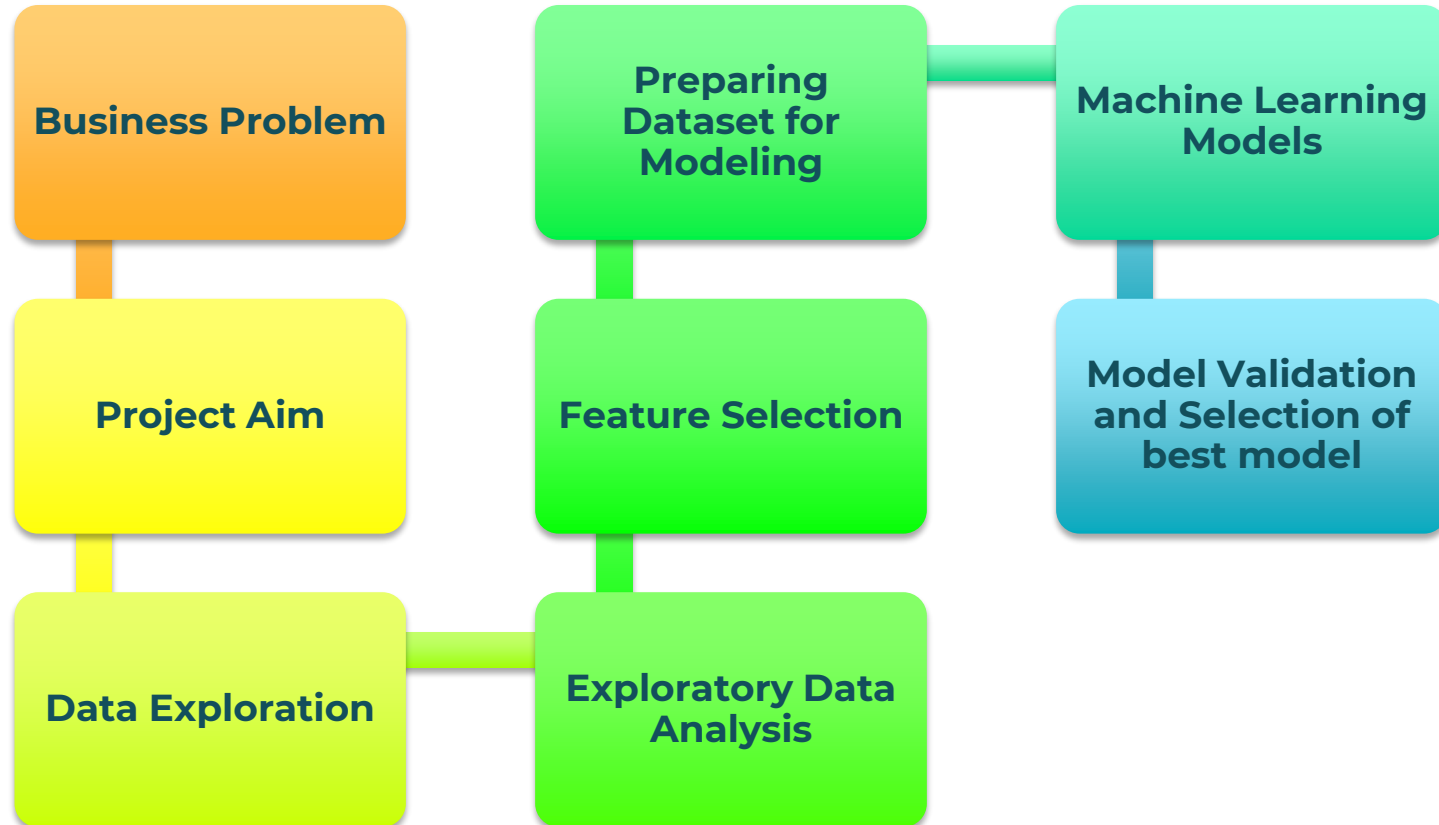 Business Problem
Project Aim
Data Exploration
Exploratory Data
Analysis
Feature Selection
Preparing
Dataset for
Modeling
Machine Learning
Models
Model Validation
and Selection of
best model